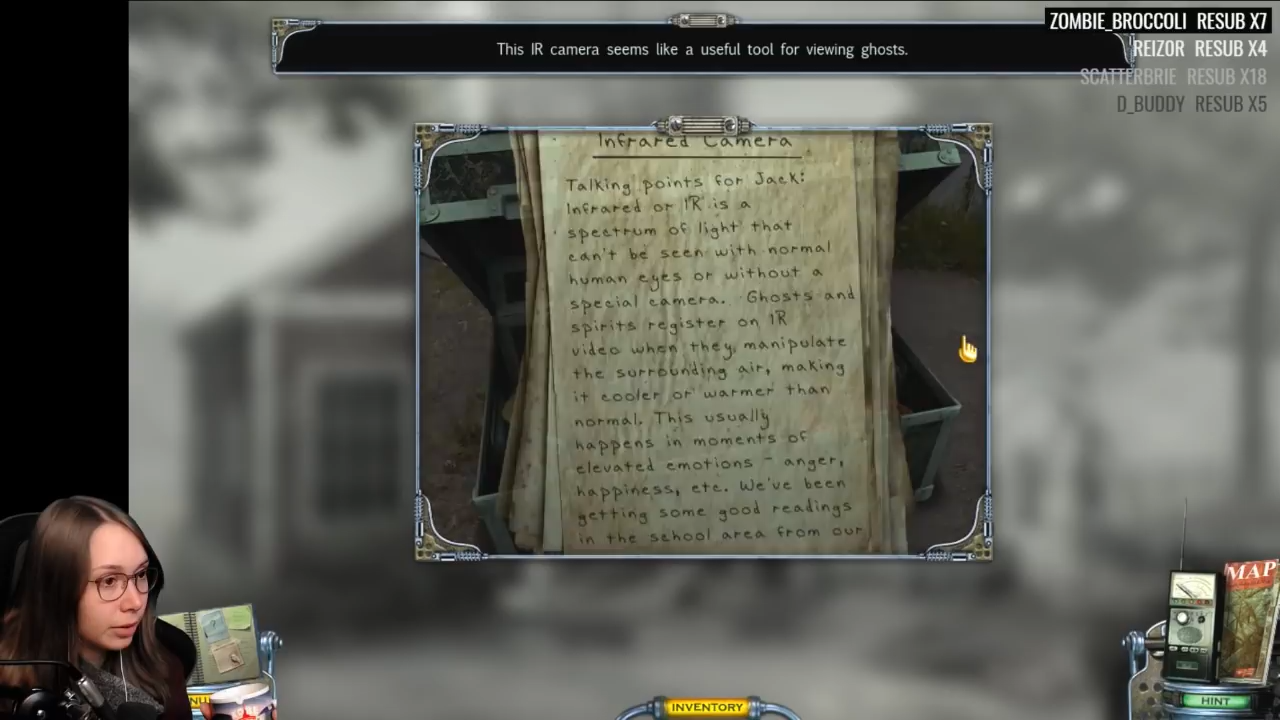 ZOMBIE_BROCCOLI RESUB X7
REIZOR RESUB X4
SCATTERBRIE RESUB X18
D_BUDDY RESUB X5
This IR camera seems like a useful tool for viewing ghosts.
Infrared Camera
Talking points for Jack:
Infrared or IR is a
spectrum of light that
can't be seen with normal
human eyes or without a
special camera. Ghosts and
spirits register on IR
video when they manipulate
the surrounding air, making
it cooler or warmer than
normal. This usually
happens in moments of
elevated emotions - anger,
happiness, etc. We've been
getting some good readings
in the school area from our
MAP
HINT
INVENTORY